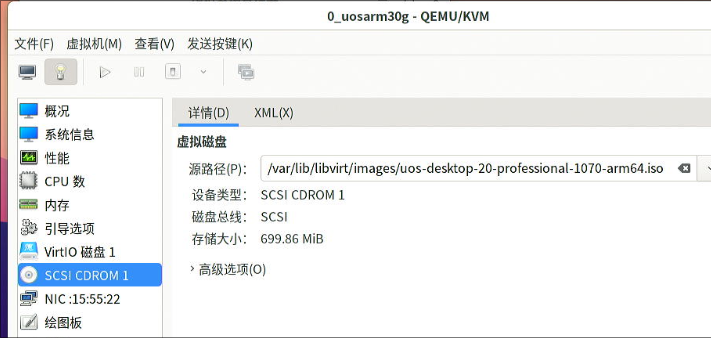 0_uosarm30g - QEMU/KVM
文件(F) 虚拟机(M) 查看(V) 发送按键(K)
概况
系统信息
性能
CPU 数
内存
引导选项
VirtIO 磁盘 1
SCSI CDROM 1
NIC :15:55:22
绘图板
详情(D) XML(X)
虚拟磁盘
源路径(P): /var/lib/libvirt/images/uos-desktop-20-professional-1070-arm64.iso
设备类型: SCSI CDROM 1
磁盘总线: SCSI
存储大小: 699.86 MiB
高级选项(O)